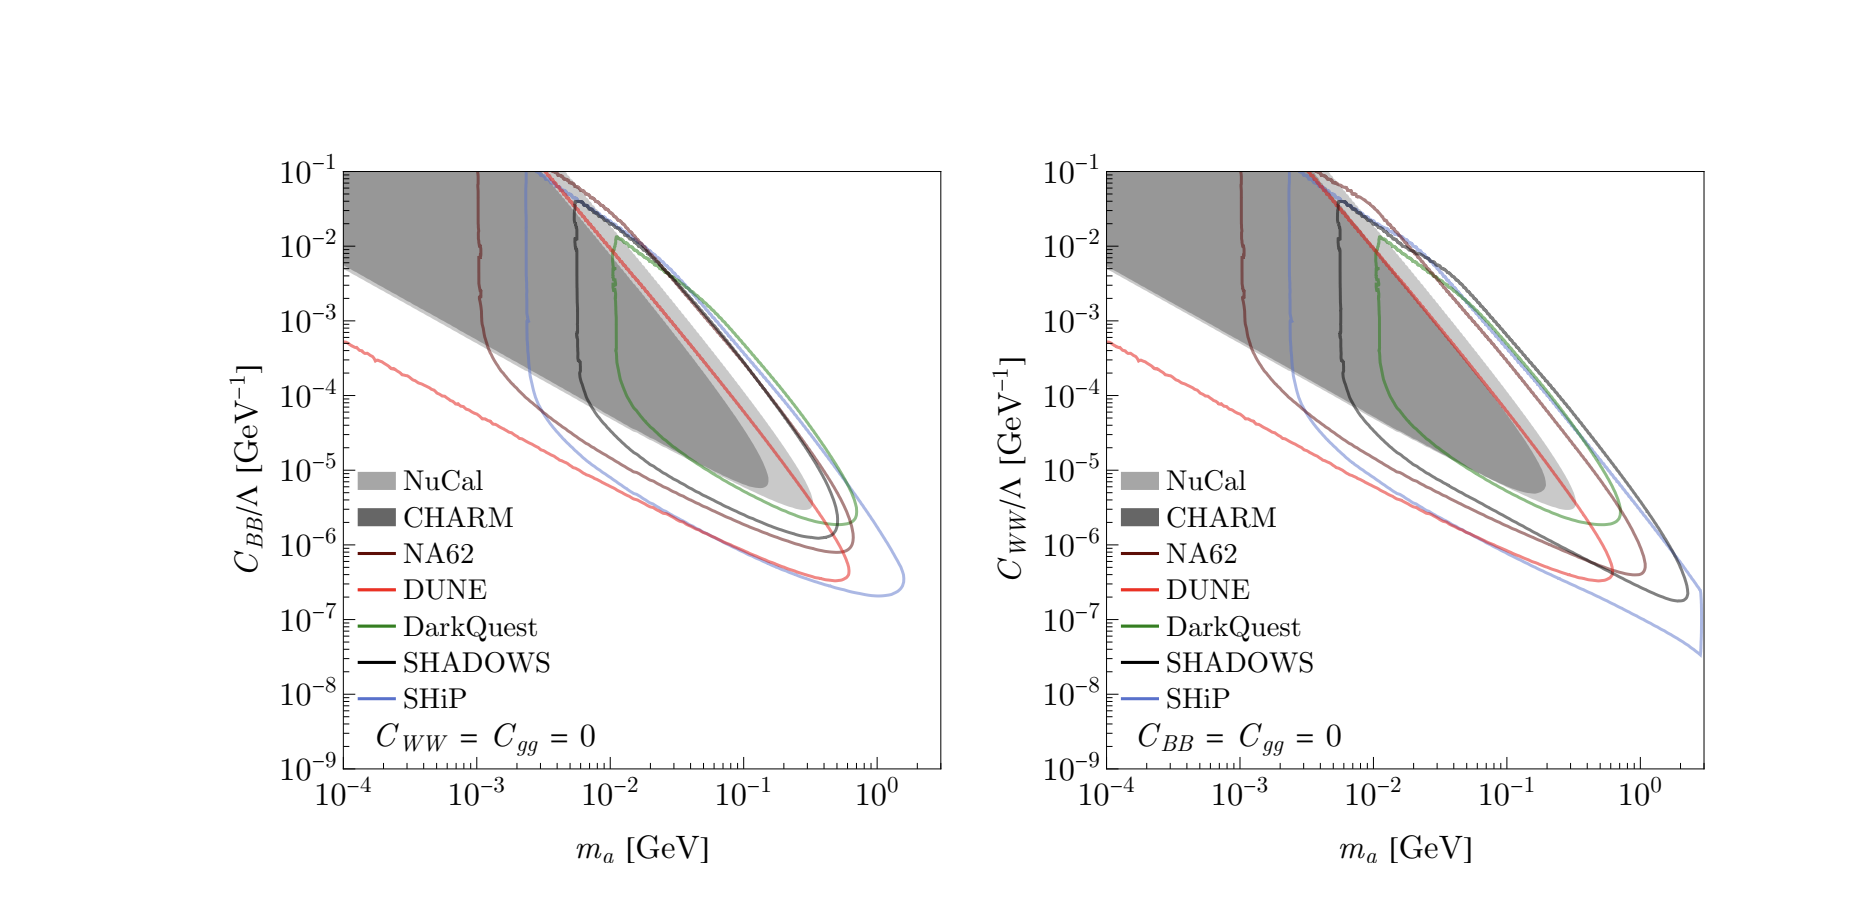 10⁻¹
10⁻²
10⁻³
10⁻⁴
10⁻⁵
10⁻⁶
10⁻⁷
10⁻⁸
10⁻⁹
C_BB/Λ [GeV⁻¹]
NuCal
CHARM
NA62
DUNE
DarkQuest
SHADOWS
SHiP
C_WW = C_gg = 0
10⁻⁴ 10⁻³ 10⁻² 10⁻¹ 10⁰
m_a [GeV]
10⁻¹
10⁻²
10⁻³
10⁻⁴
10⁻⁵
10⁻⁶
10⁻⁷
10⁻⁸
10⁻⁹
C_WW/Λ [GeV⁻¹]
NuCal
CHARM
NA62
DUNE
DarkQuest
SHADOWS
SHiP
C_BB = C_gg = 0
10⁻⁴ 10⁻³ 10⁻² 10⁻¹ 10⁰
m_a [GeV]